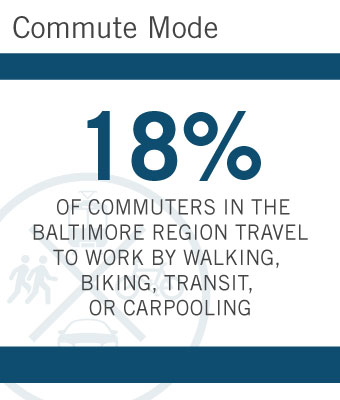 Commute Mode
18%
OF COMMUTERS IN THE
BALTIMORE REGION TRAVEL
TO WORK BY WALKING,
BIKING, TRANSIT,
OR CARPOOLING